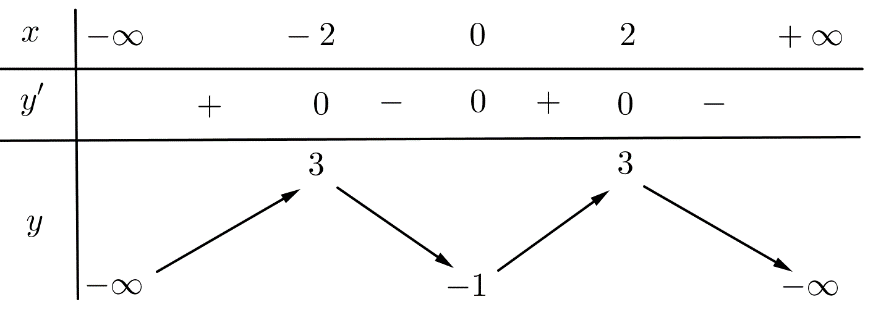 x −∞ − 2 0 2 + ∞
y′ + 0 − 0 + 0 −
3 3
y
−∞ −1 −∞